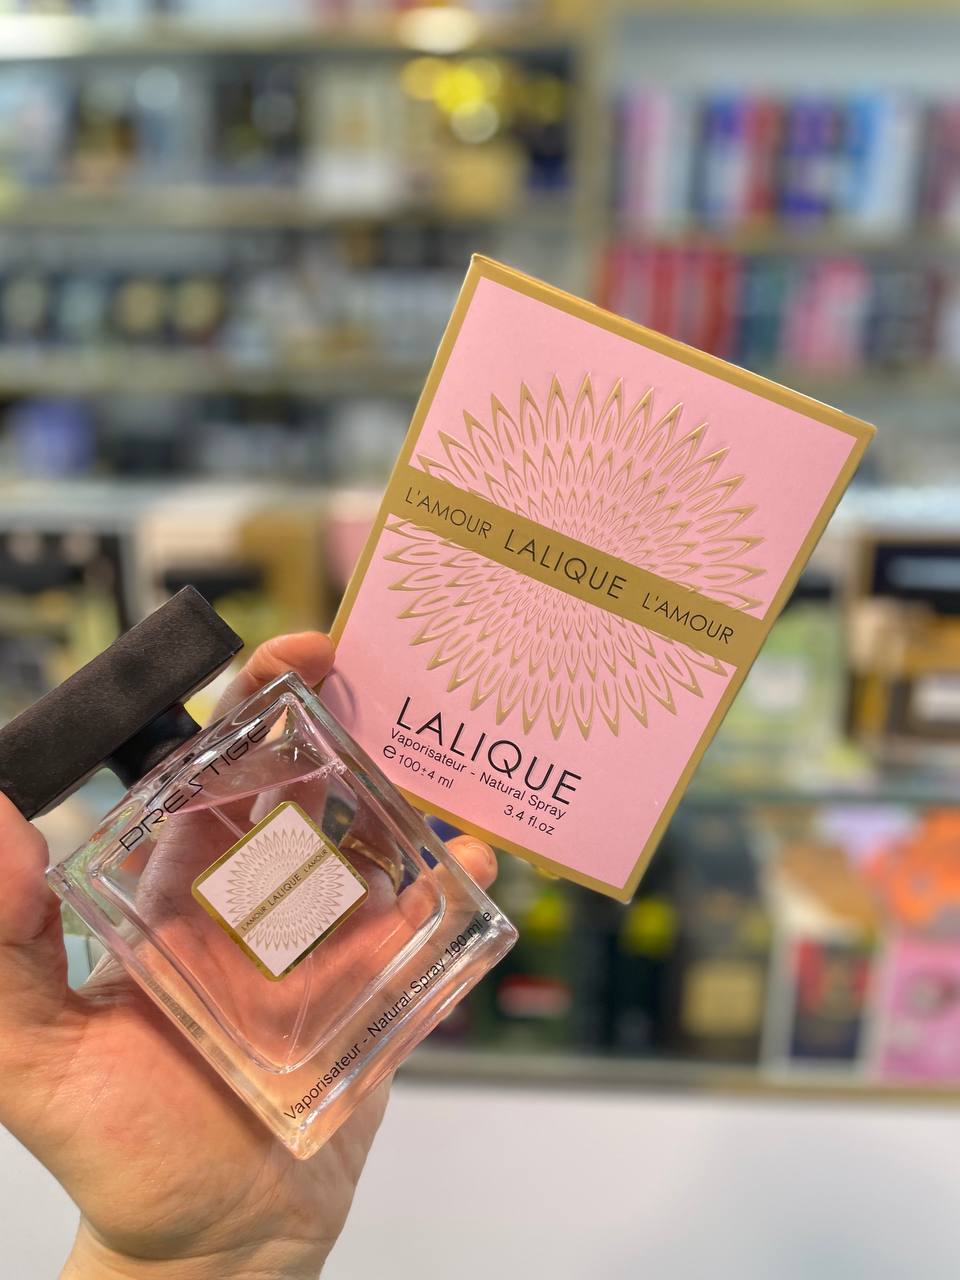 L'AMOUR LALIQUE L'AMOUR
LALIQUE
Vaporisateur - Natural Spray
e 100±4 ml
3.4 fl.oz
PRESTIGE
L'AMOUR LALIQUE L'AMOUR
Vaporisateur - Natural Spray 100 ml e